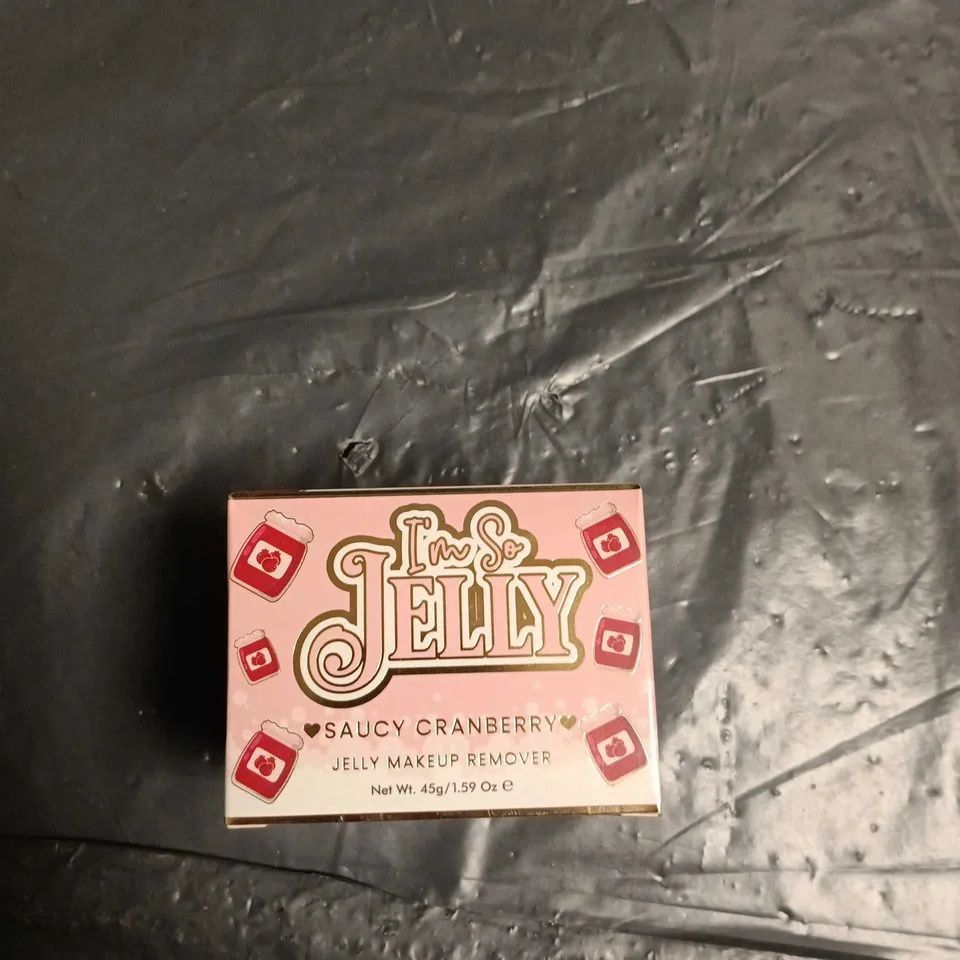 I'm So
JELLY
SAUCY CRANBERRY
JELLY MAKEUP REMOVER
Net Wt. 45g/1.59 Oz ℮